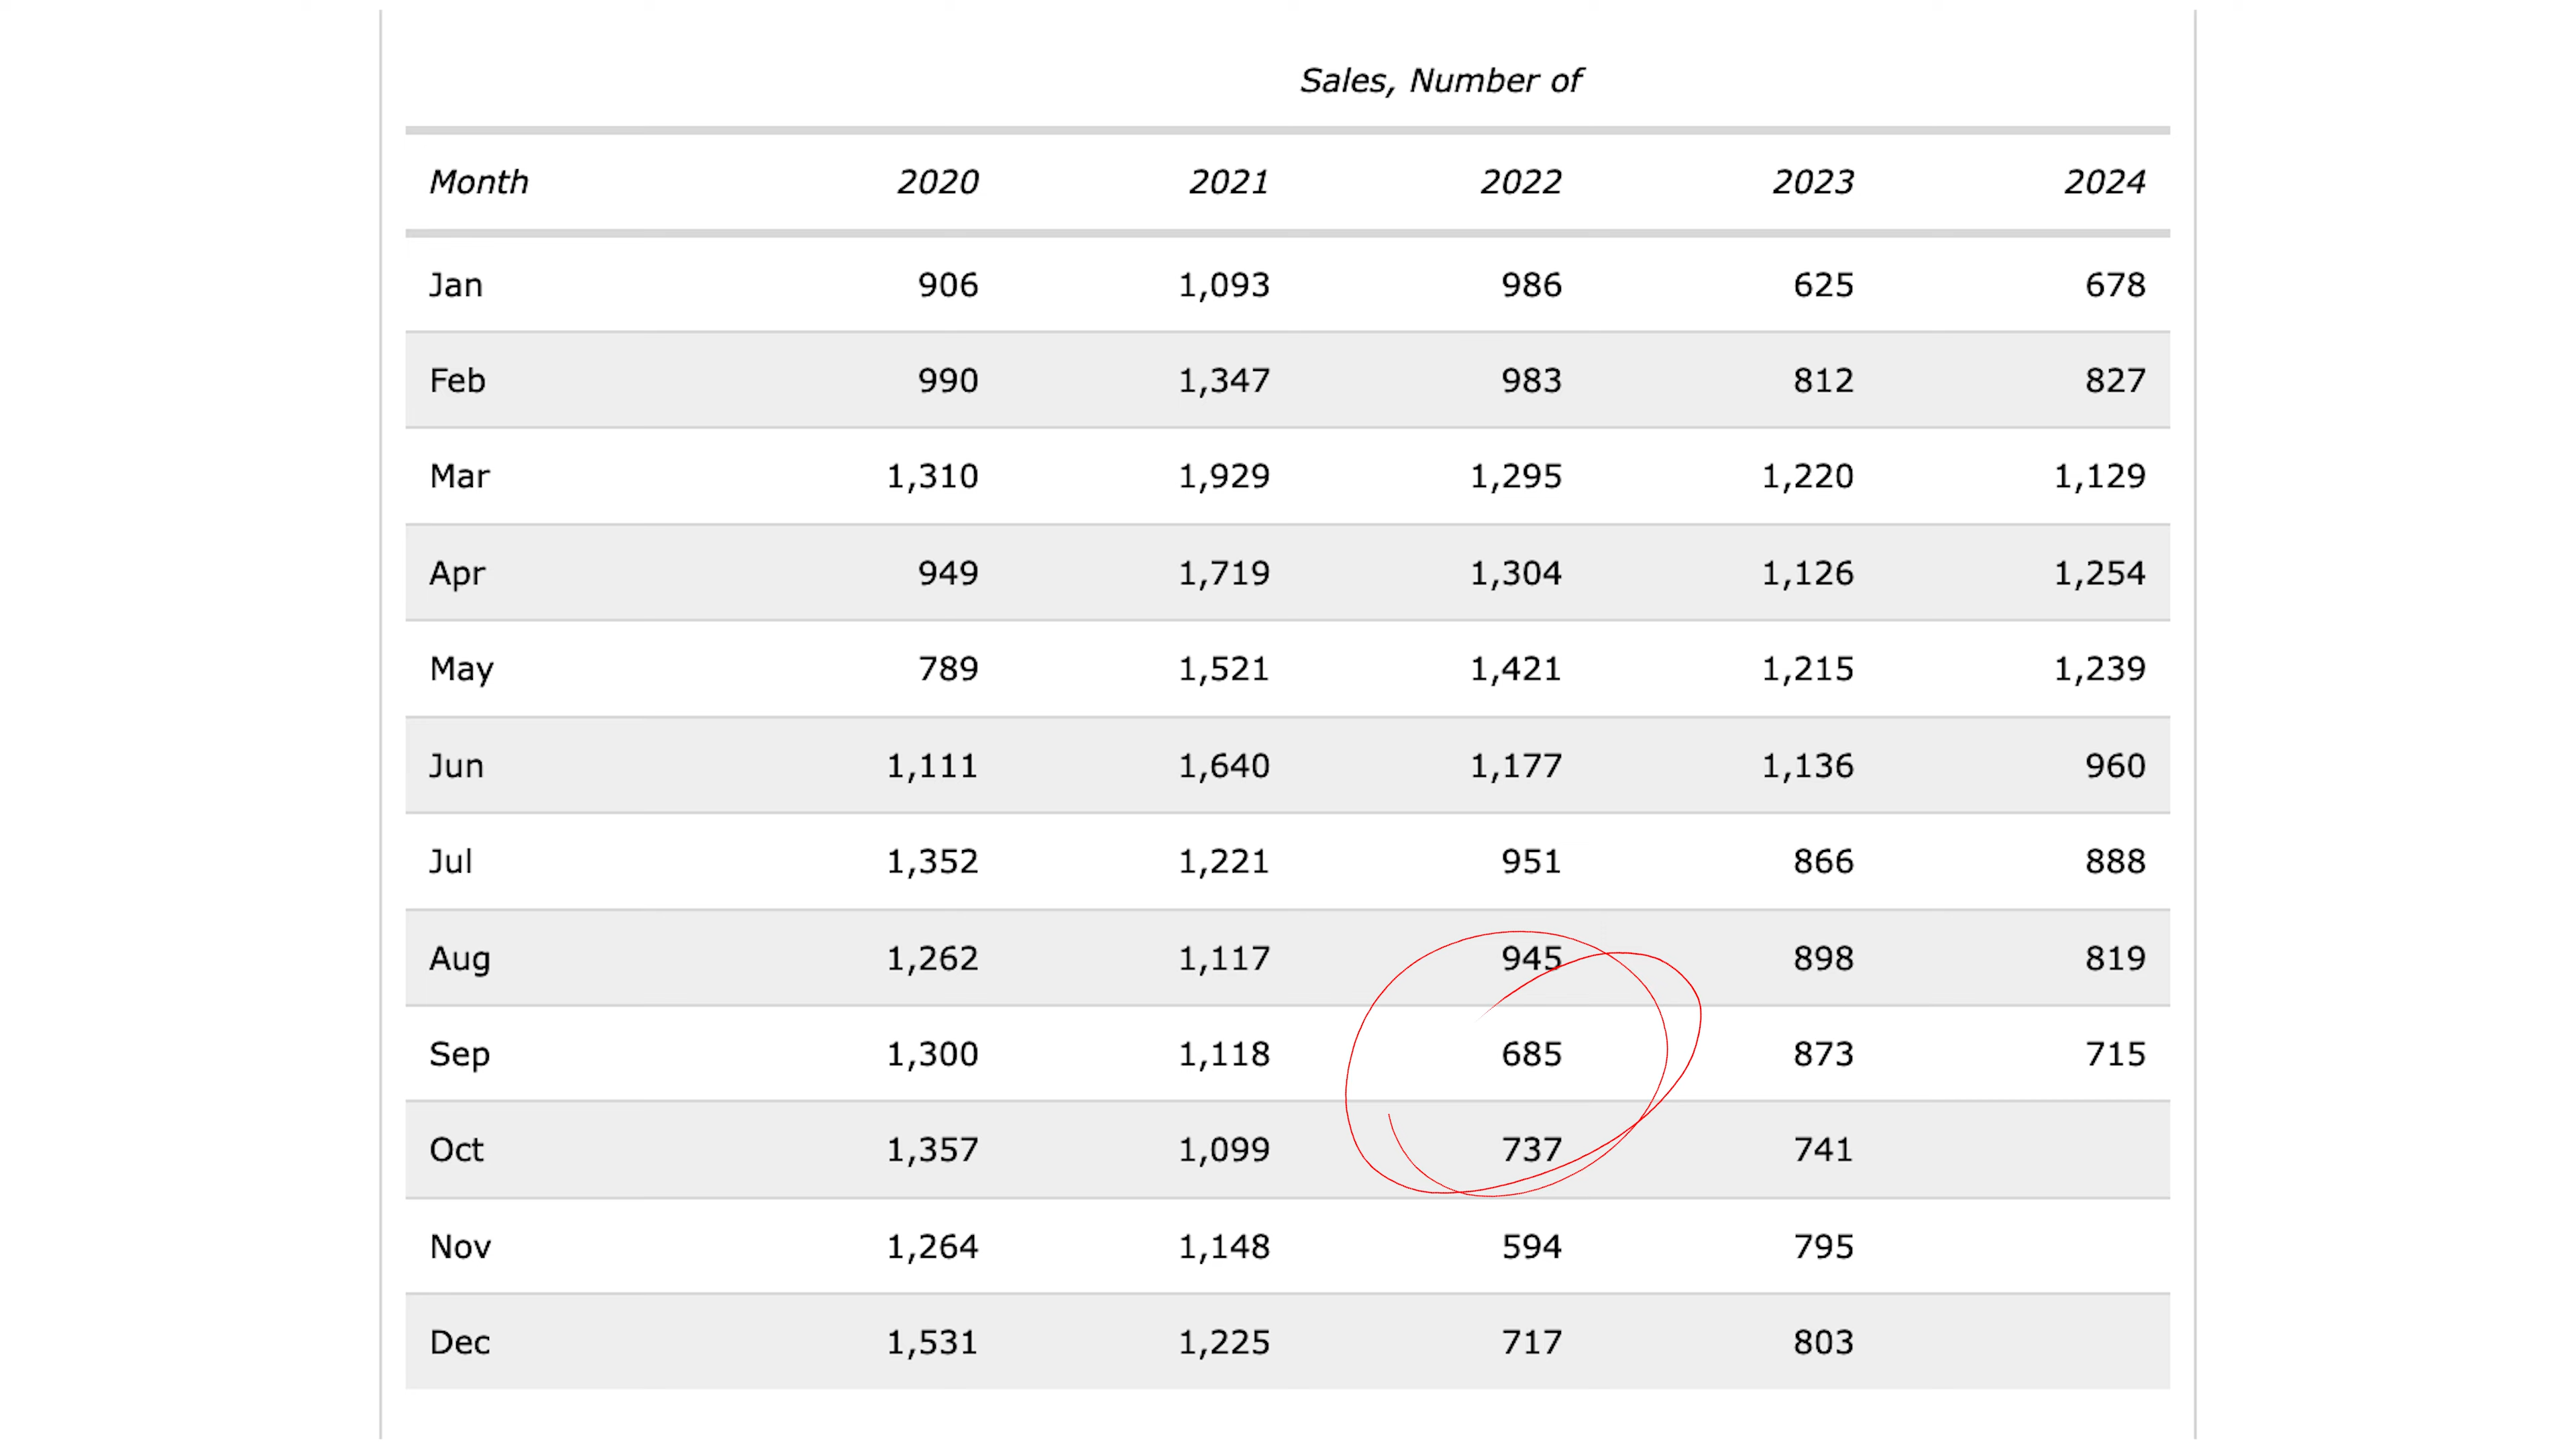 Sales, Number of
Month 2020 2021 2022 2023 2024
Jan 906 1,093 986 625 678
Feb 990 1,347 983 812 827
Mar 1,310 1,929 1,295 1,220 1,129
Apr 949 1,719 1,304 1,126 1,254
May 789 1,521 1,421 1,215 1,239
Jun 1,111 1,640 1,177 1,136 960
Jul 1,352 1,221 951 866 888
Aug 1,262 1,117 945 898 819
Sep 1,300 1,118 685 873 715
Oct 1,357 1,099 737 741
Nov 1,264 1,148 594 795
Dec 1,531 1,225 717 803